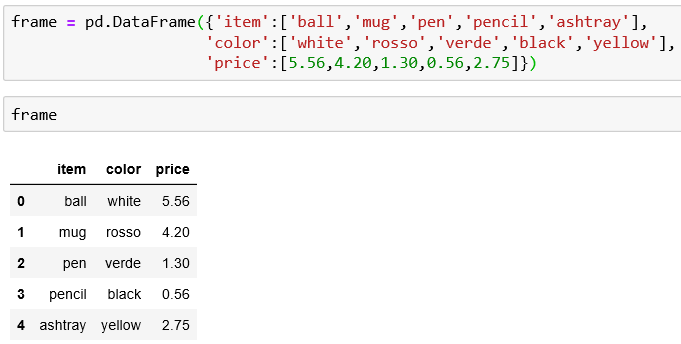 frame = pd.DataFrame({'item':['ball','mug','pen','pencil','ashtray'],
'color':['white','rosso','verde','black','yellow'],
'price':[5.56,4.20,1.30,0.56,2.75]})
frame
item color price
0 ball white 5.56
1 mug rosso 4.20
2 pen verde 1.30
3 pencil black 0.56
4 ashtray yellow 2.75